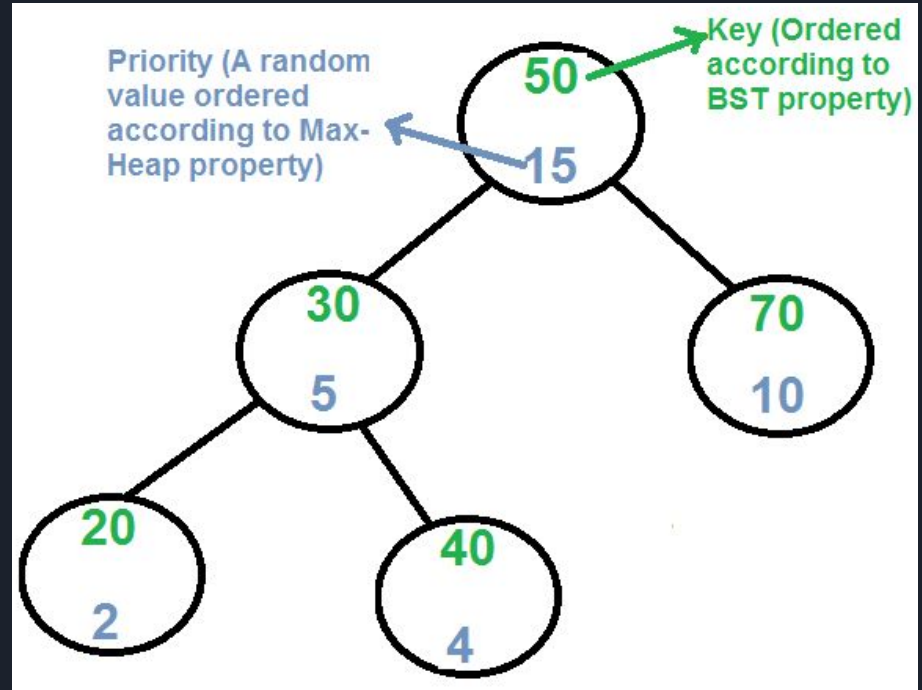 Key (Ordered
according to
BST property)
Priority (A random
value ordered
according to Max-
Heap property)
50
15
30
5
70
10
20
2
40
4